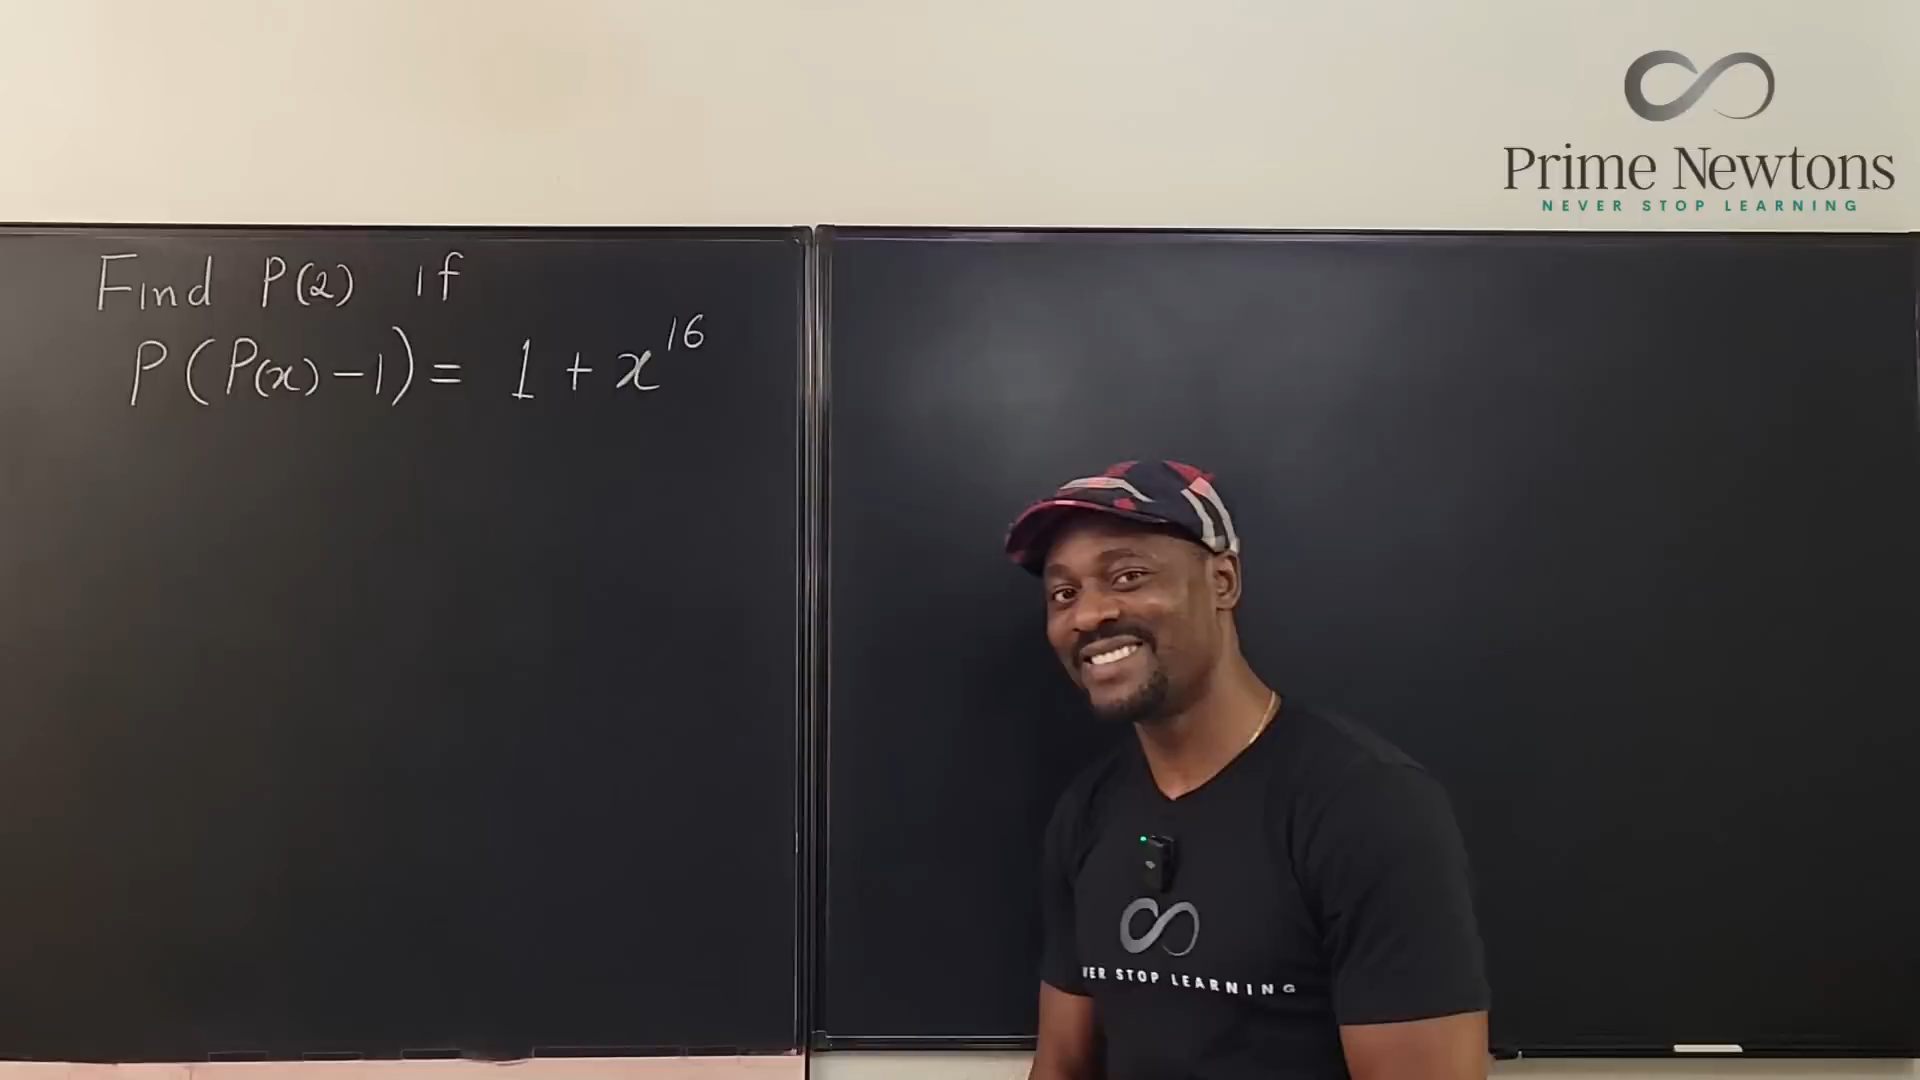 Prime Newtons
NEVER STOP LEARNING
Find P(2) if
P(P(x)-1) = 1 + x^16
VER STOP LEARNING